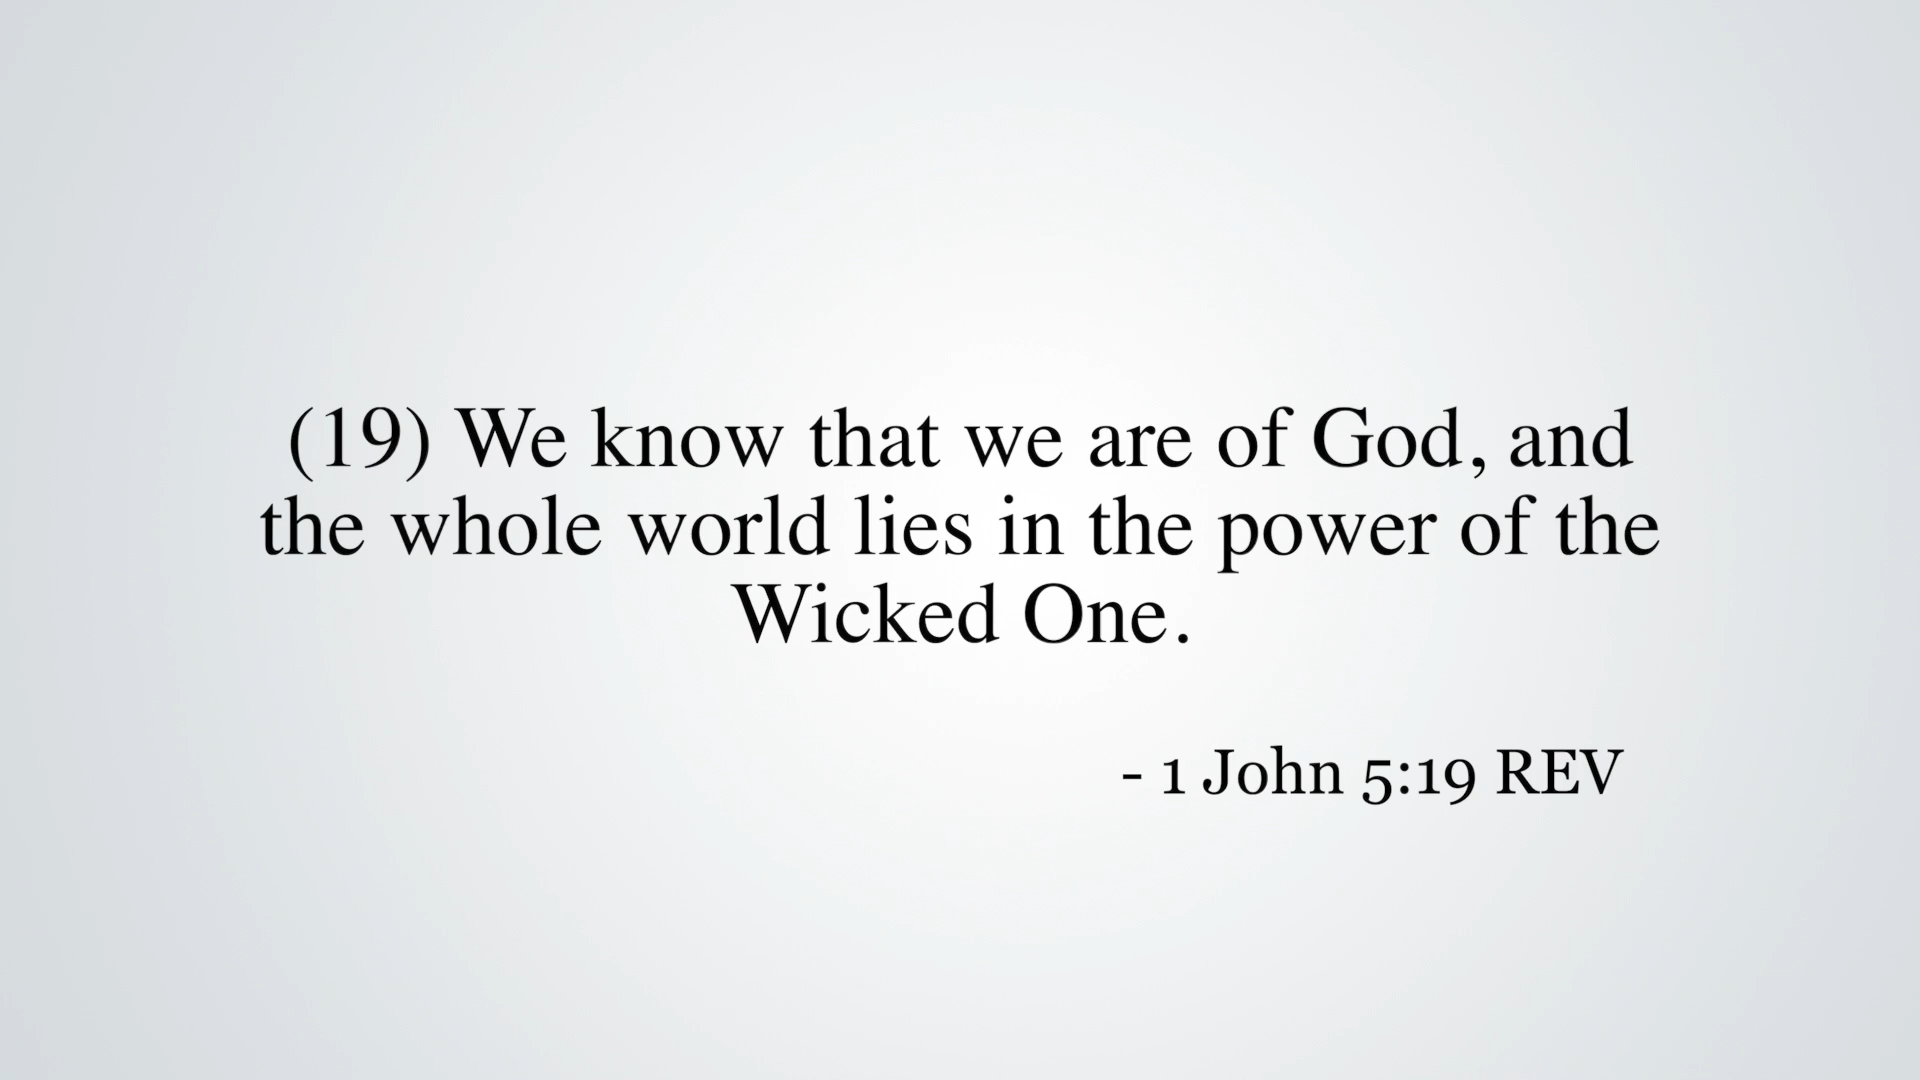 (19) We know that we are of God, and
the whole world lies in the power of the
Wicked One.
- 1 John 5:19 REV